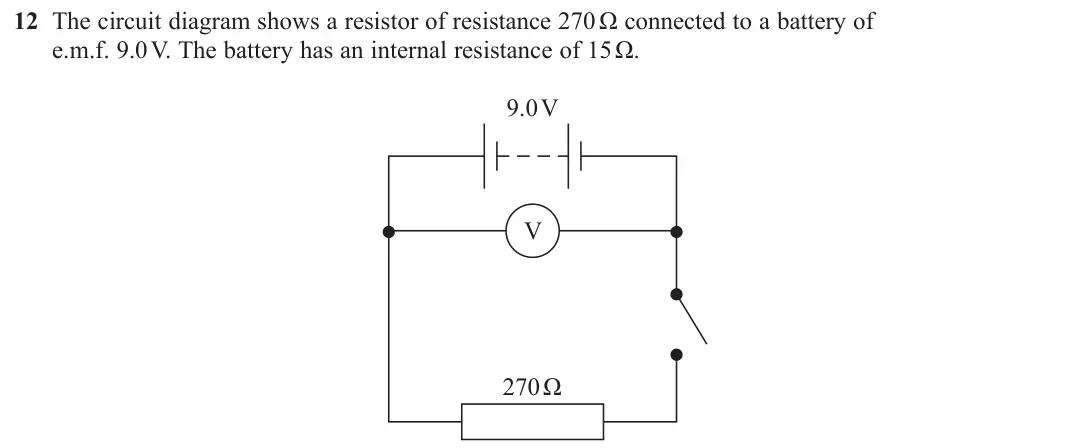 12 The circuit diagram shows a resistor of resistance 270 Ω connected to a battery of
e.m.f. 9.0 V. The battery has an internal resistance of 15 Ω.
9.0 V
V
270 Ω